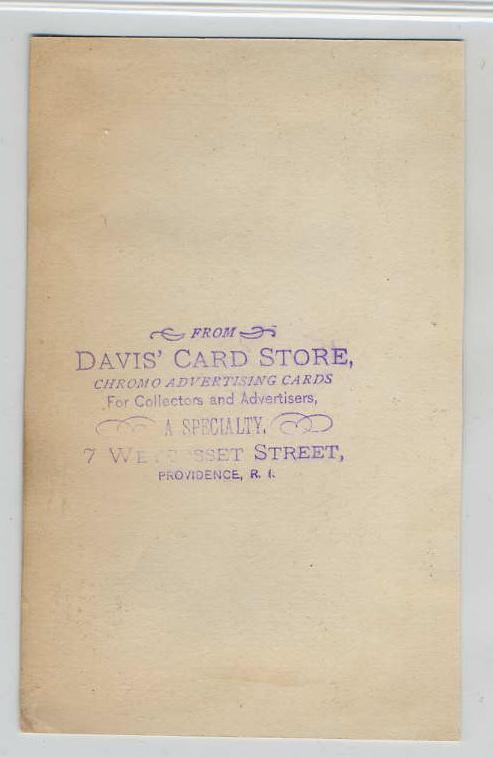 FROM
DAVIS' CARD STORE,
CHROMO ADVERTISING CARDS
For Collectors and Advertisers,
A SPECIALTY.
7 STREET,
PROVIDENCE, R. I.